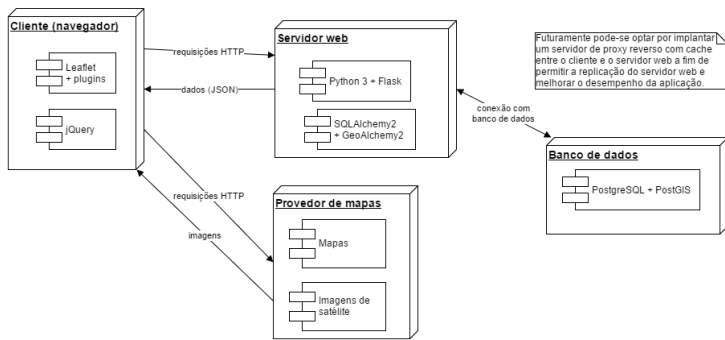 Cliente (navegador)
Leaflet
+ plugins
jQuery
requisições HTTP
dados (JSON)
Servidor web
Python 3 + Flask
SQLAlchemy2
+ GeoAlchemy2
Futuramente pode-se optar por implantar
um servidor de proxy reverso com cache
entre o cliente e o servidor web a fim de
permitir a replicação do servidor web e
melhorar o desempenho da aplicação.
conexão com
banco de dados
Banco de dados
PostgreSQL + PostGIS
requisições HTTP
imagens
Provedor de mapas
Mapas
Imagens de
satélite